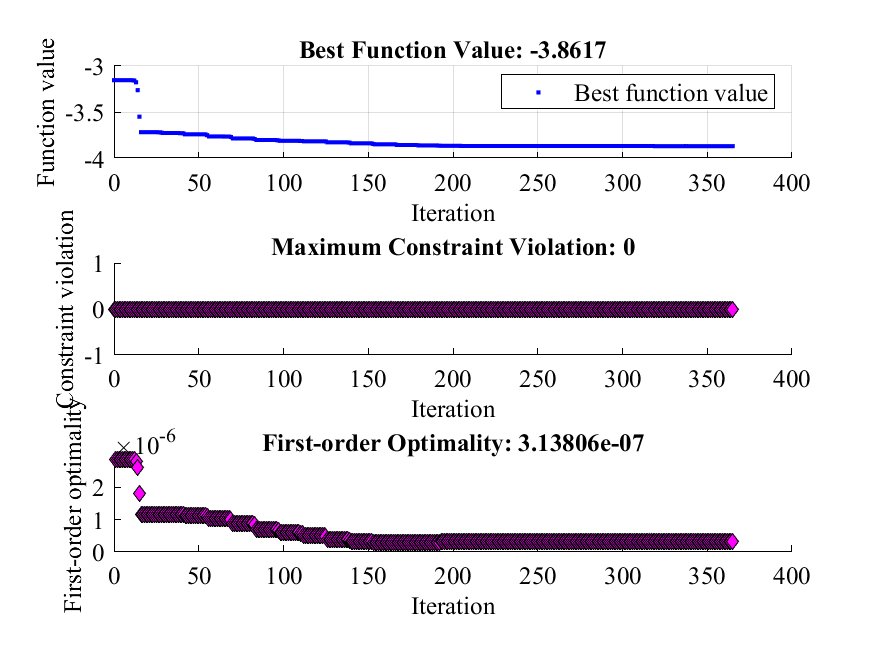 Best Function Value: -3.8617
Function value
-3
-3.5
-4
Best function value
0 50 100 150 200 250 300 350 400
Iteration
Maximum Constraint Violation: 0
Constraint violation
1
0
-1
0 50 100 150 200 250 300 350 400
Iteration
First-order Optimality: 3.13806e-07
First-order optimality
×10-6
2
1
0
0 50 100 150 200 250 300 350 400
Iteration